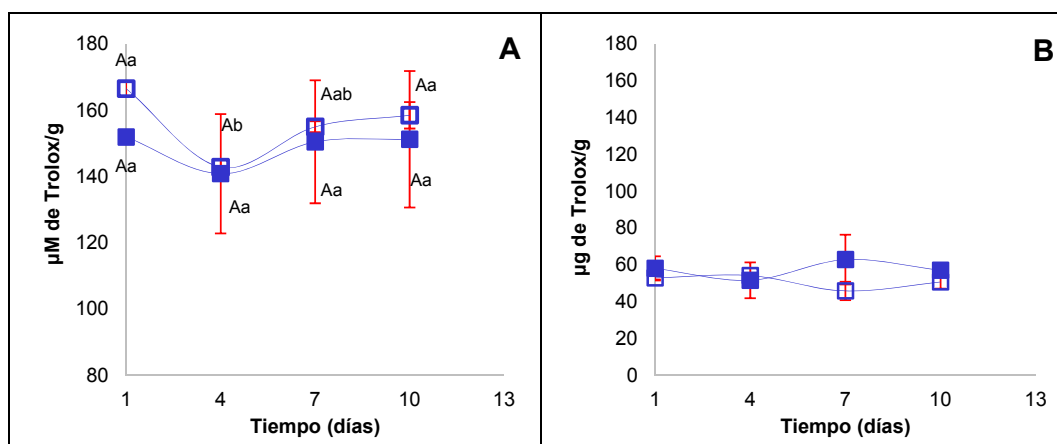 A
µM de Trolox/g
180
160
140
120
100
80
Aa
Aa
Ab
Aa
Aab
Aa
Aa
Aa
1
4
7
10
13
Tiempo (días)
B
µg de Trolox/g
180
160
140
120
100
80
60
40
20
0
1
4
7
10
13
Tiempo (días)